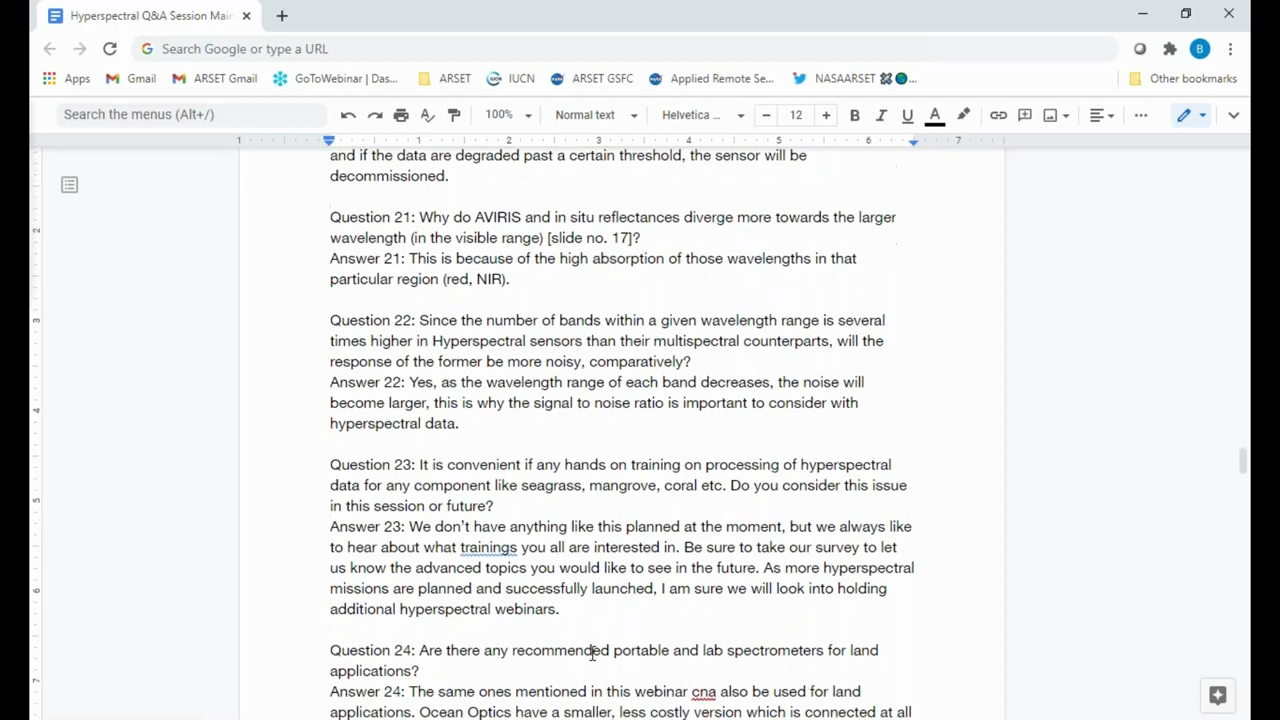 Hyperspectral Q&A Session Main
Search Google or type a URL
B
Apps
Gmail
ARSET Gmail
GoToWebinar | Das...
ARSET
IUCN
ARSET GSFC
Applied Remote Se...
NASAARSET 🛰️🌎...
Other bookmarks
Search the menus (Alt+/)
100%
Normal text
Helvetica ...
12
B I U A
1 1 2 3 4 5 6 7
and if the data are degraded past a certain threshold, the sensor will be
decommissioned.
Question 21: Why do AVIRIS and in situ reflectances diverge more towards the larger
wavelength (in the visible range) [slide no. 17]?
Answer 21: This is because of the high absorption of those wavelengths in that
particular region (red, NIR).
Question 22: Since the number of bands within a given wavelength range is several
times higher in Hyperspectral sensors than their multispectral counterparts, will the
response of the former be more noisy, comparatively?
Answer 22: Yes, as the wavelength range of each band decreases, the noise will
become larger, this is why the signal to noise ratio is important to consider with
hyperspectral data.
Question 23: It is convenient if any hands on training on processing of hyperspectral
data for any component like seagrass, mangrove, coral etc. Do you consider this issue
in this session or future?
Answer 23: We don't have anything like this planned at the moment, but we always like
to hear about what trainings you all are interested in. Be sure to take our survey to let
us know the advanced topics you would like to see in the future. As more hyperspectral
missions are planned and successfully launched, I am sure we will look into holding
additional hyperspectral webinars.
Question 24: Are there any recommended portable and lab spectrometers for land
applications?
Answer 24: The same ones mentioned in this webinar cna also be used for land
applications. Ocean Optics have a smaller, less costly version which is connected at all
2
3
4
5
6
7